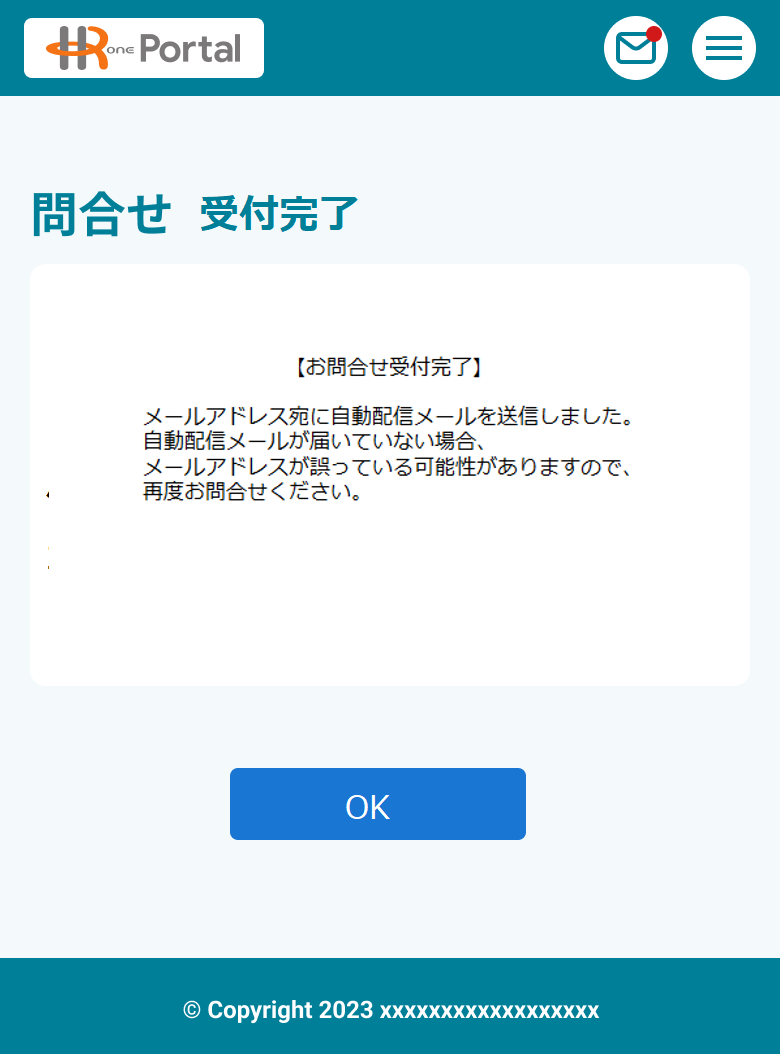 HR one Portal
問合せ 受付完了
【お問合せ受付完了】
メールアドレス宛に自動配信メールを送信しました。
自動配信メールが届いていない場合、
メールアドレスが誤っている可能性がありますので、
再度お問合せください。
OK
© Copyright 2023 xxxxxxxxxxxxxxxxxx